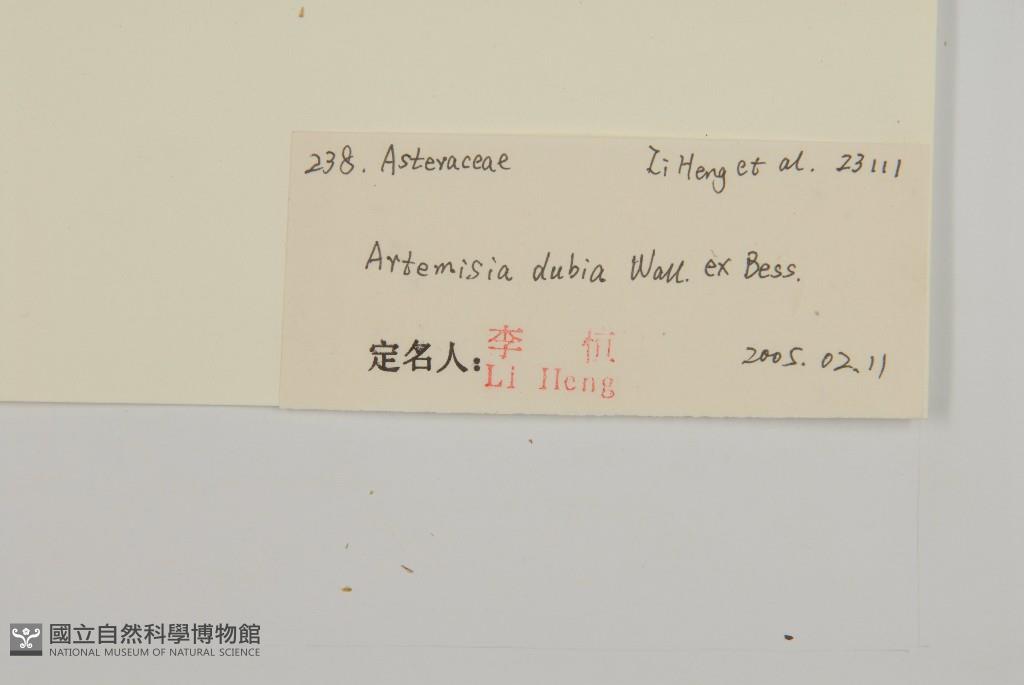 238. Asteraceae Li Heng et al. 23111
Artemisia dubia Wall. ex Bess.
定名人: 李 恒
Li Heng
2005.02.11
國立自然科學博物館
NATIONAL MUSEUM OF NATURAL SCIENCE